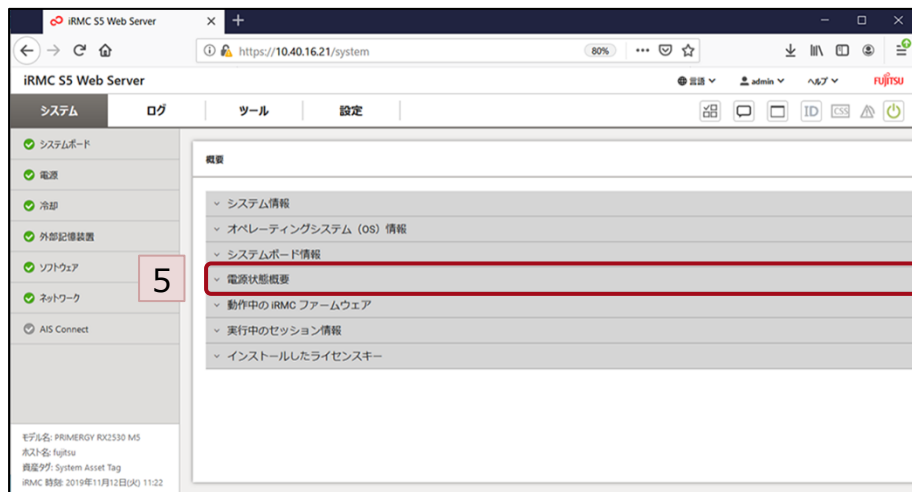 iRMC S5 Web Server
https://10.40.16.21/system
80%
iRMC S5 Web Server
言語
admin
ヘルプ
FUJITSU
システム
ログ
ツール
設定
ID
CSS
システムボード
電源
冷却
外部記憶装置
ソフトウェア
ネットワーク
AIS Connect
概要
システム情報
オペレーティングシステム（OS）情報
システムボード情報
5
電源状態概要
動作中の iRMC ファームウェア
実行中のセッション情報
インストールしたライセンスキー
モデル名: PRIMERGY RX2530 M5
ホスト名: fujitsu
資産タグ: System Asset Tag
iRMC 時刻: 2019年11月12日(火) 11:22